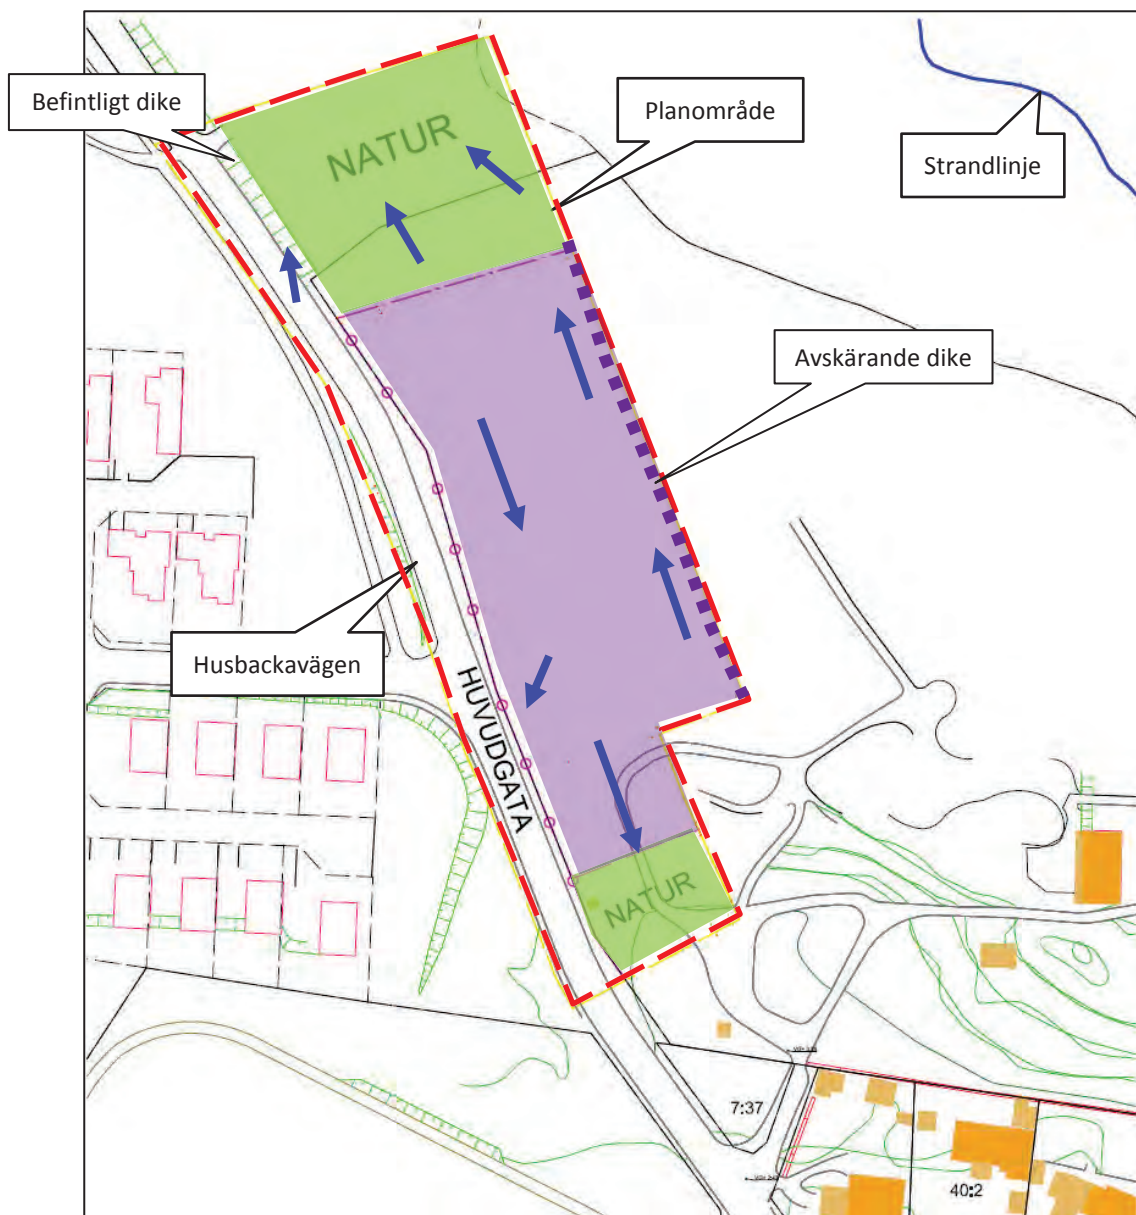 Befintligt dike
Planområde
Strandlinje
NATUR
Avskärande dike
Husbackavägen
HUVUDGATA
NATUR
7:37
40:2